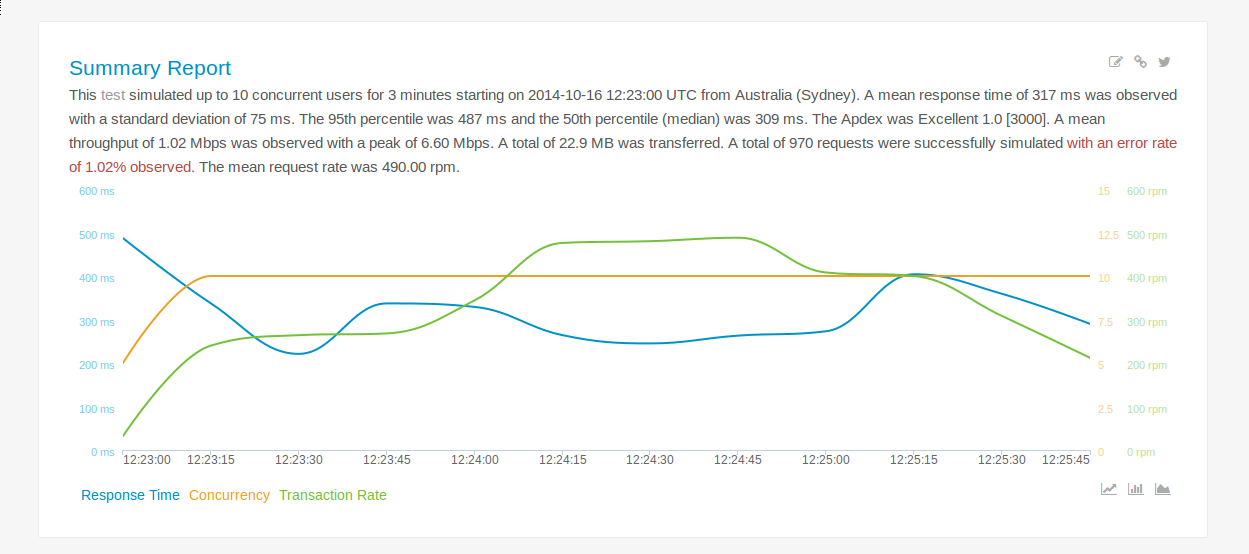 Summary Report
This test simulated up to 10 concurrent users for 3 minutes starting on 2014-10-16 12:23:00 UTC from Australia (Sydney). A mean response time of 317 ms was observed
with a standard deviation of 75 ms. The 95th percentile was 487 ms and the 50th percentile (median) was 309 ms. The Apdex was Excellent 1.0 [3000]. A mean
throughput of 1.02 Mbps was observed with a peak of 6.60 Mbps. A total of 22.9 MB was transferred. A total of 970 requests were successfully simulated with an error rate
of 1.02% observed. The mean request rate was 490.00 rpm.
600 ms 15 600 rpm
500 ms 12.5 500 rpm
400 ms 10 400 rpm
300 ms 7.5 300 rpm
200 ms 5 200 rpm
100 ms 2.5 100 rpm
0 ms 0 0 rpm
12:23:00 12:23:15 12:23:30 12:23:45 12:24:00 12:24:15 12:24:30 12:24:45 12:25:00 12:25:15 12:25:30 12:25:45
Response Time Concurrency Transaction Rate